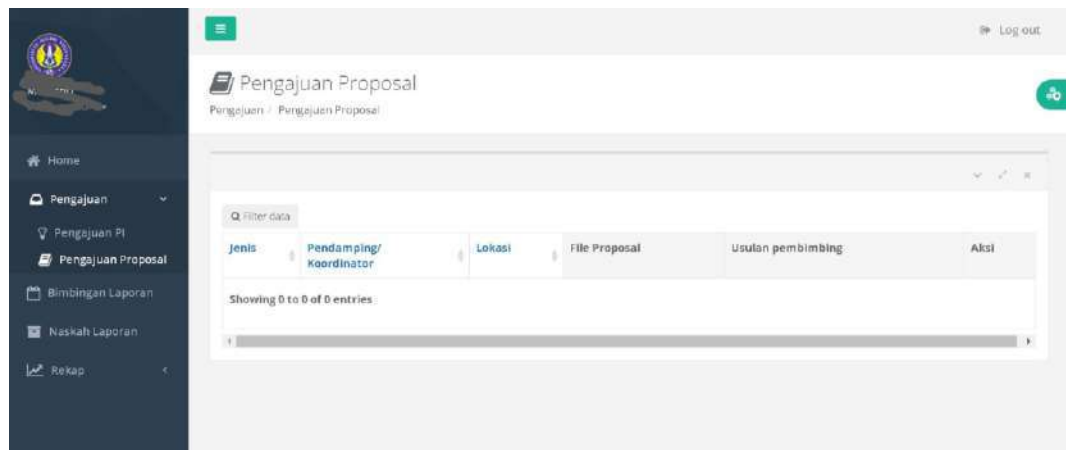 Log out
Pengajuan Proposal
Pengajuan / Pengajuan Proposal
Home
Pengajuan
Pengajuan PI
Pengajuan Proposal
Bimbingan Laporan
Naskah Laporan
Rekap
Filter data
Jenis
Pendamping/
Koordinator
Lokasi
File Proposal
Usulan pembimbing
Aksi
Showing 0 to 0 of 0 entries